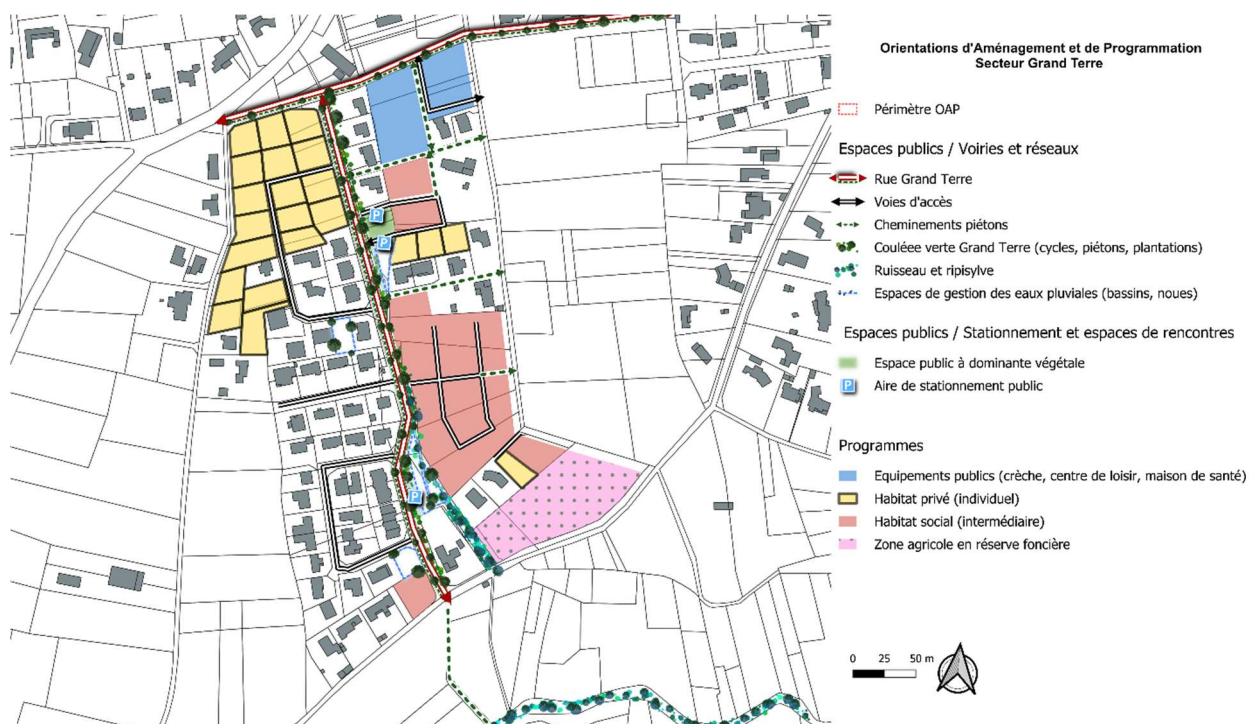 Orientations d'Aménagement et de Programmation
Secteur Grand Terre
Périmètre OAP
Espaces publics / Voiries et réseaux
Rue Grand Terre
Voies d'accès
Cheminements piétons
Couléee verte Grand Terre (cycles, piétons, plantations)
Ruisseau et ripisylve
Espaces de gestion des eaux pluviales (bassins, noues)
Espaces publics / Stationnement et espaces de rencontres
Espace public à dominante végétale
P Aire de stationnement public
Programmes
Equipements publics (crèche, centre de loisir, maison de santé)
Habitat privé (individuel)
Habitat social (intermédiaire)
Zone agricole en réserve foncière
0 25 50 m
P
P
P